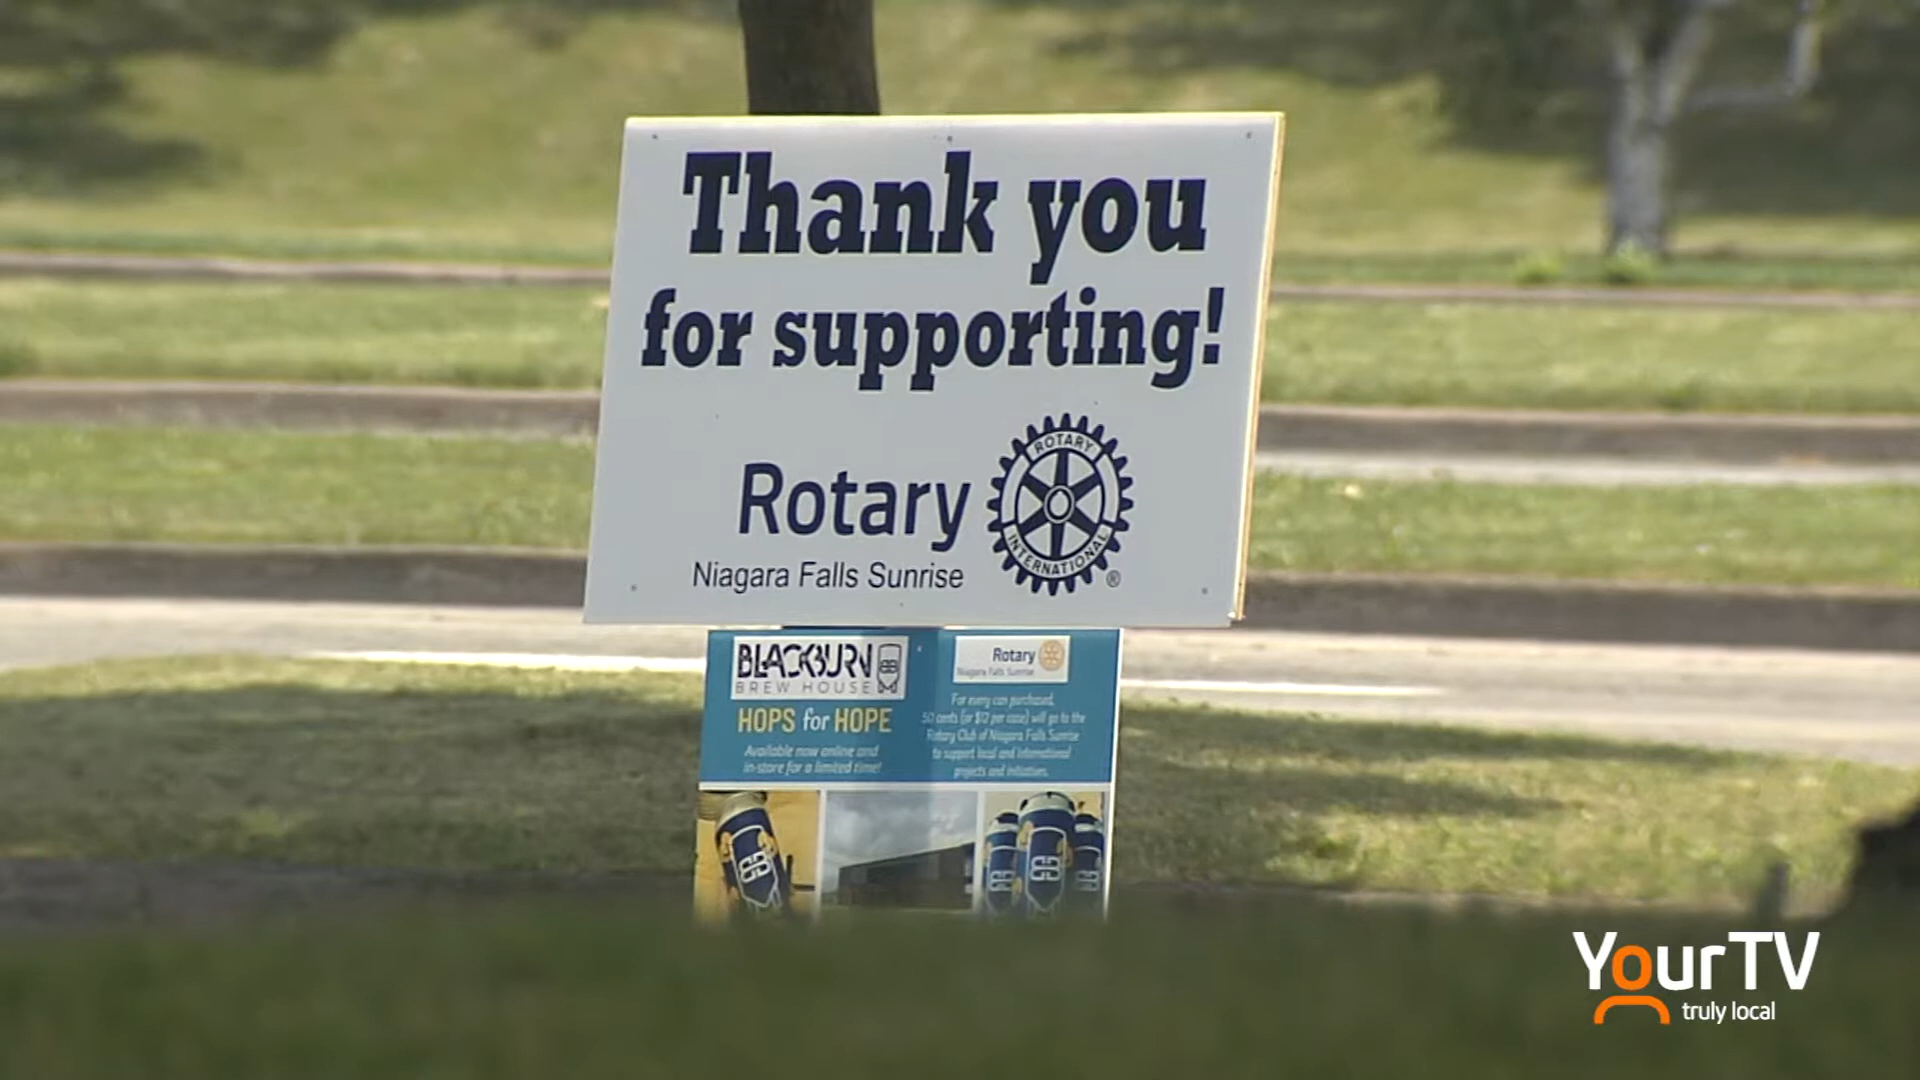 Thank you
for supporting!
Rotary
Niagara Falls Sunrise
ROTARY
INTERNATIONAL
®
BLACKBURN
BREW HOUSE
HOPS for HOPE
Available now online and
in-store for a limited time!
Rotary
Niagara Falls Sunrise
For every can purchased,
50 cents (or $12 per case) will go to the
Rotary Club of Niagara Falls Sunrise
to support local and international
projects and initiatives.
YourTV
truly local